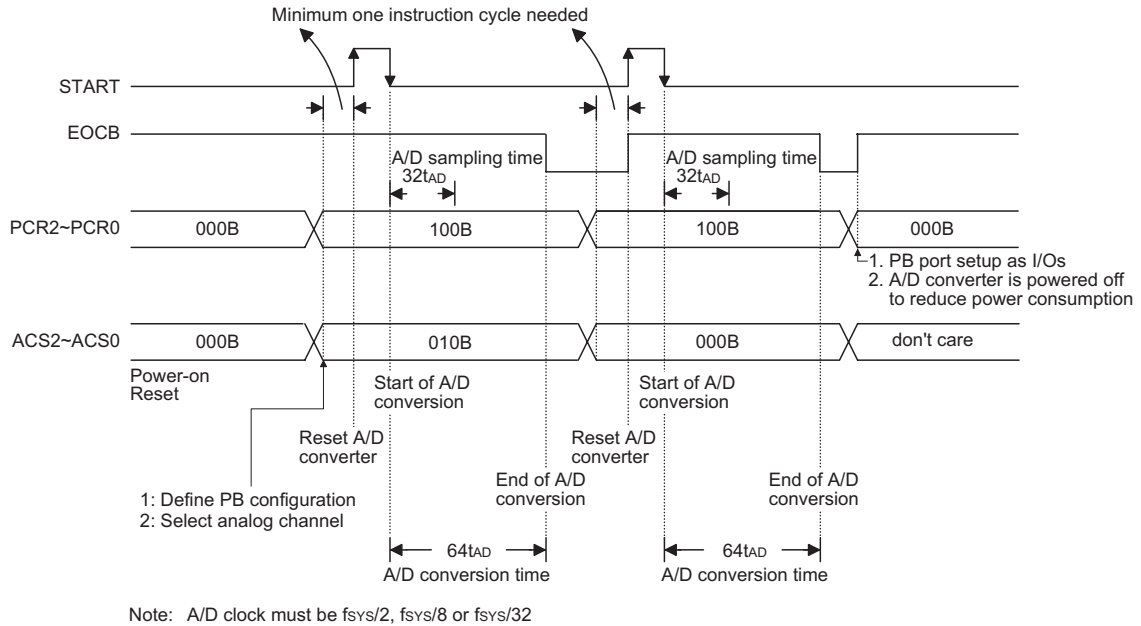 Minimum one instruction cycle needed
START
EOCB
A/D sampling time
32tAD
A/D sampling time
32tAD
PCR2~PCR0
000B
100B
100B
000B
1. PB port setup as I/Os
2. A/D converter is powered off
to reduce power consumption
ACS2~ACS0
000B
010B
000B
don't care
Power-on
Reset
Start of A/D
conversion
Start of A/D
conversion
Reset A/D
converter
Reset A/D
converter
1: Define PB configuration
2: Select analog channel
End of A/D
conversion
End of A/D
conversion
64tAD
A/D conversion time
64tAD
A/D conversion time
Note: A/D clock must be fSYS/2, fSYS/8 or fSYS/32